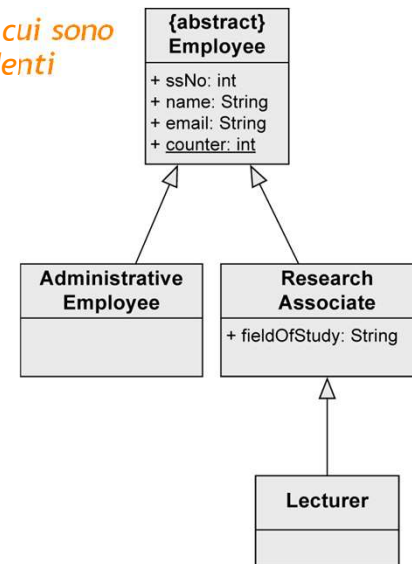 cui sono
{abstract}
Employee
+ ssNo: int
+ name: String
+ email: String
+ counter: int
Administrative
Employee
Research
Associate
+ fieldOfStudy: String
Lecturer